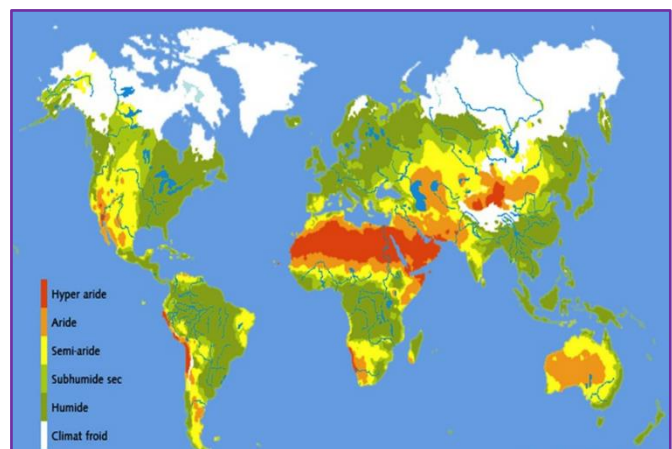 Hyper aride
Aride
Semi-aride
Subhumide sec
Humide
Climat froid